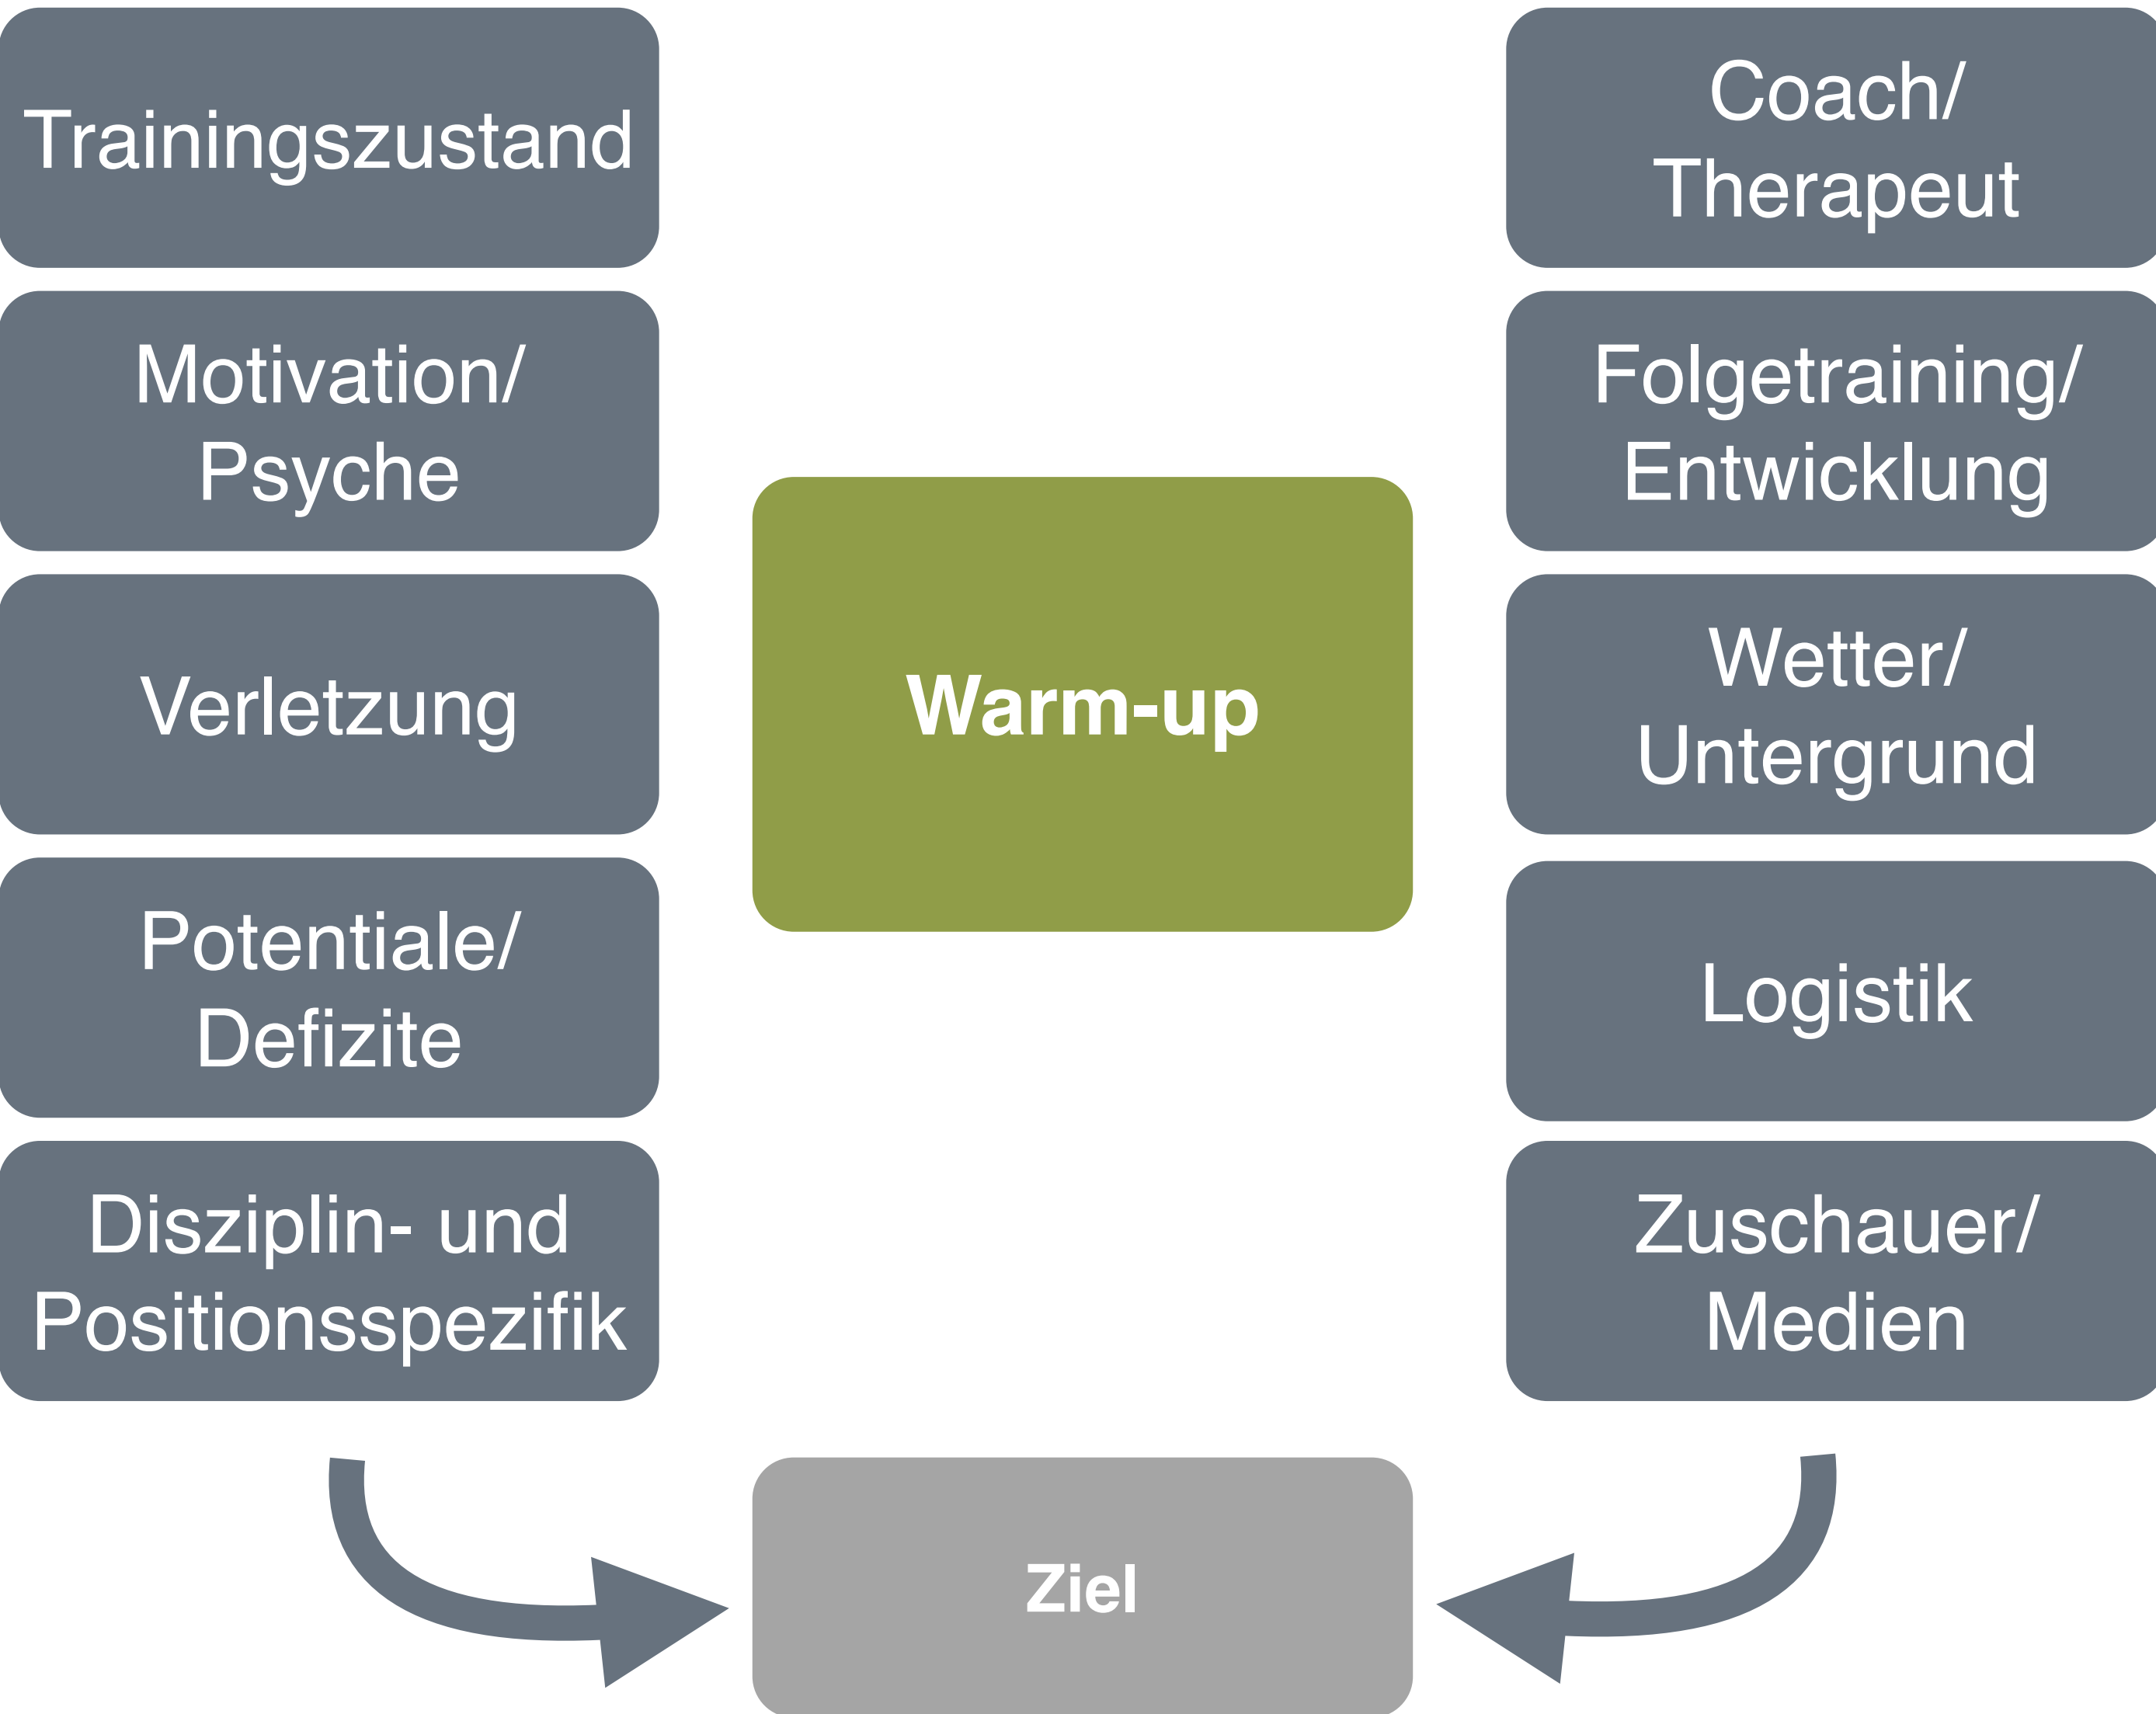 Trainingszustand
Motivation/
Psyche
Verletzung
Potentiale/
Defizite
Disziplin- und
Positionsspezifik
Warm-up
Coach/
Therapeut
Folgetraining/
Entwicklung
Wetter/
Untergrund
Logistik
Zuschauer/
Medien
Ziel